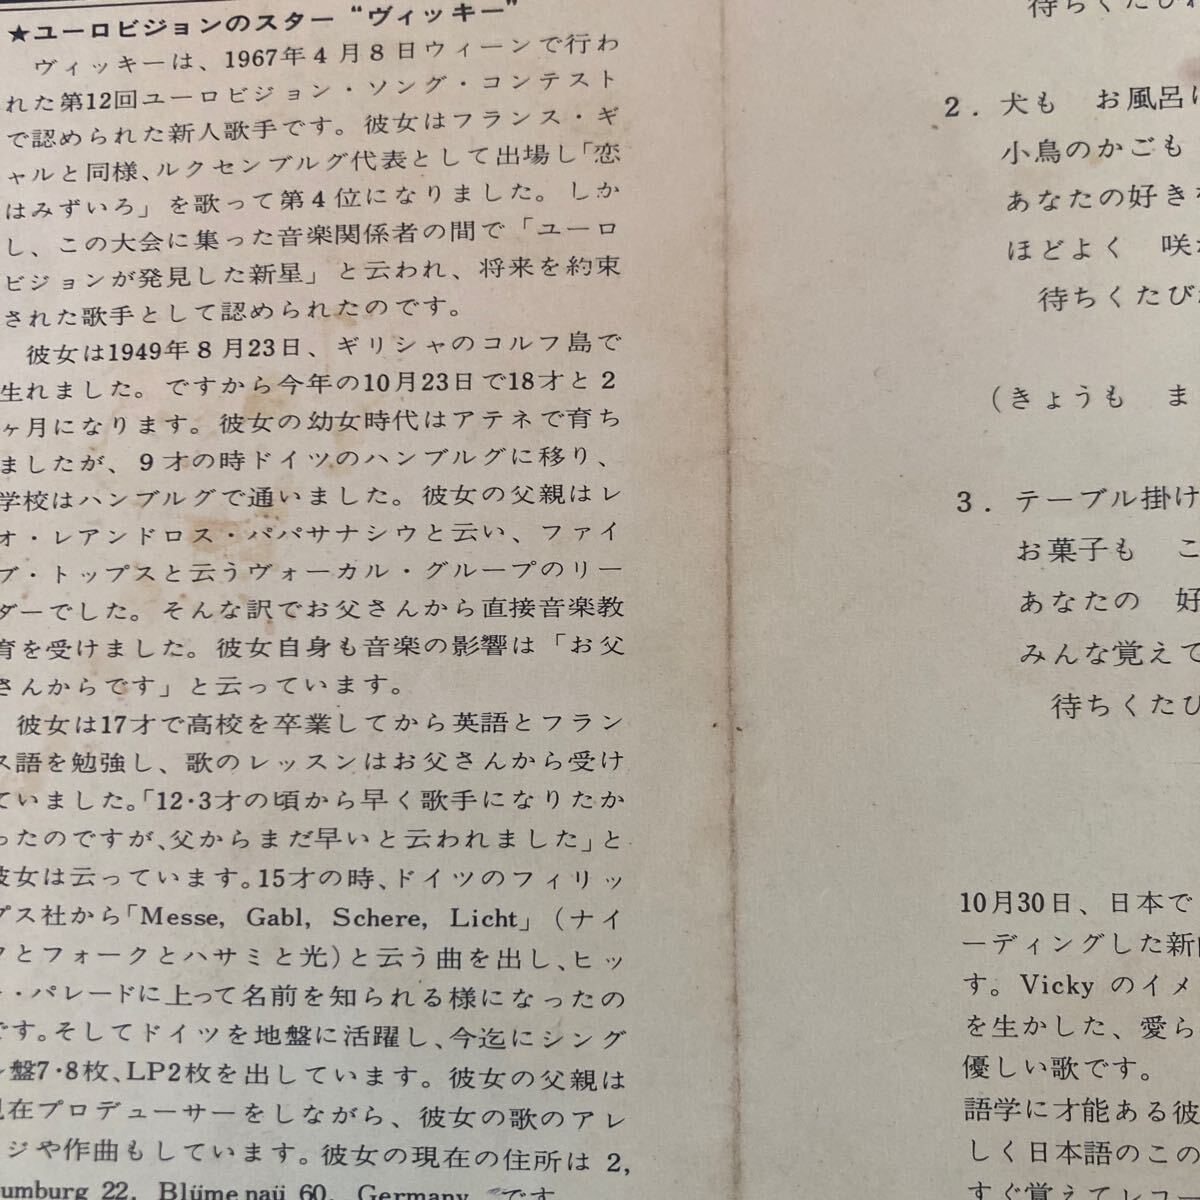 ★ユーロビジョンのスター“ヴィッキー”
ヴィッキーは、1967年4月8日ウィーンで行わ
れた第12回ユーロビジョン・ソング・コンテスト
で認められた新人歌手です。彼女はフランス・ギ
ャルと同様、ルクセンブルグ代表として出場し「恋
はみずいろ」を歌って第4位になりました。しか
し、この大会に集った音楽関係者の間で「ユーロ
ビジョンが発見した新星」と云われ、将来を約束
された歌手として認められたのです。
彼女は1949年8月23日、ギリシャのコルフ島で
生れました。ですから今年の10月23日で18才と2
ヶ月になります。彼女の幼女時代はアテネで育ち
ましたが、9才の時ドイツのハンブルグに移り、
学校はハンブルグで通いました。彼女の父親はレ
オ・レアンドロス・パパサナシウと云い、ファイ
ブ・トップスと云うヴォーカル・グループのリー
ダーでした。そんな訳でお父さんから直接音楽教
育を受けました。彼女自身も音楽の影響は「お父
さんからです」と云っています。
彼女は17才で高校を卒業してから英語とフラン
ス語を勉強し、歌のレッスンはお父さんから受け
ていました。「12・3才の頃から早く歌手になりたか
ったのですが、父からまだ早いと云われました」と
彼女は云っています。15才の時、ドイツのフィリッ
プス社から「Messe, Gabl, Schere, Licht」（ナイ
フとフォークとハサミと光）と云う曲を出し、ヒッ
ト・パレードに上って名前を知られる様になったの
です。そしてドイツを地盤に活躍し、今迄にシング
ル盤7・8枚、LP2枚を出しています。彼女の父親は
現在プロデューサーをしながら、彼女の歌のアレ
ンジや作曲もしています。彼女の現在の住所は 2,
umburg 22, Blüme naü 60, Germany です
待ちくたびれ
2. 犬も お風呂に
小鳥のかごも
あなたの好きな
ほどよく 咲
待ちくたびれ
（きょうも ま
3. テーブル掛け
お菓子も こ
あなたの 好
みんな覚えて
待ちくたび
10月30日、日本で
ーディングした新曲
す。Vicky のイメ
を生かした、愛ら
優しい歌です。
語学に才能ある彼
しく日本語のこの
すぐ覚えてレコー